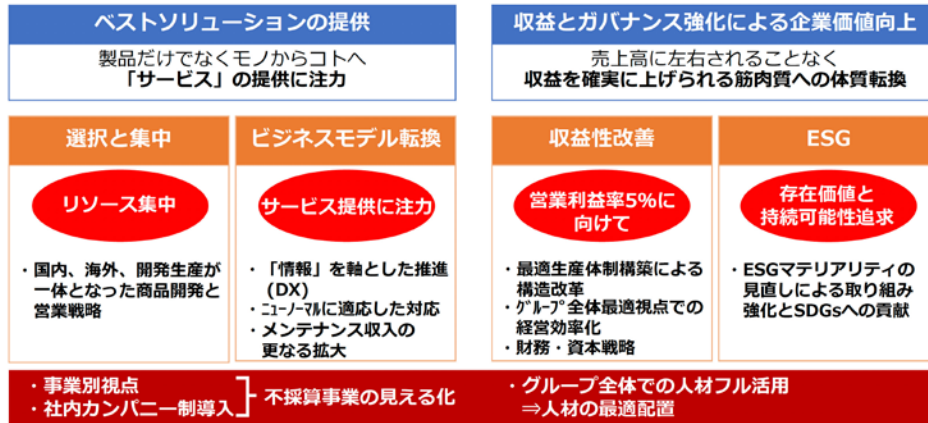 ベストソリューションの提供
製品だけでなくモノからコトへ
「サービス」の提供に注力
収益とガバナンス強化による企業価値向上
売上高に左右されることなく
収益を確実に上げられる筋肉質への体質転換
選択と集中
リソース集中
・国内、海外、開発生産が
一体となった商品開発と
営業戦略
ビジネスモデル転換
サービス提供に注力
・「情報」を軸とした推進
(DX)
・ﾆｭｰﾉｰﾏﾙに適応した対応
・メンテナンス収入の
更なる拡大
収益性改善
営業利益率5%に
向けて
・最適生産体制構築による
構造改革
・ｸﾞﾙｰﾌﾟ全体最適視点での
経営効率化
・財務・資本戦略
ESG
存在価値と
持続可能性追求
・ESGマテリアリティの
見直しによる取り組み
強化とSDGsへの貢献
・事業別視点
・社内カンパニー制導入
不採算事業の見える化
・グループ全体での人材フル活用
⇒人材の最適配置